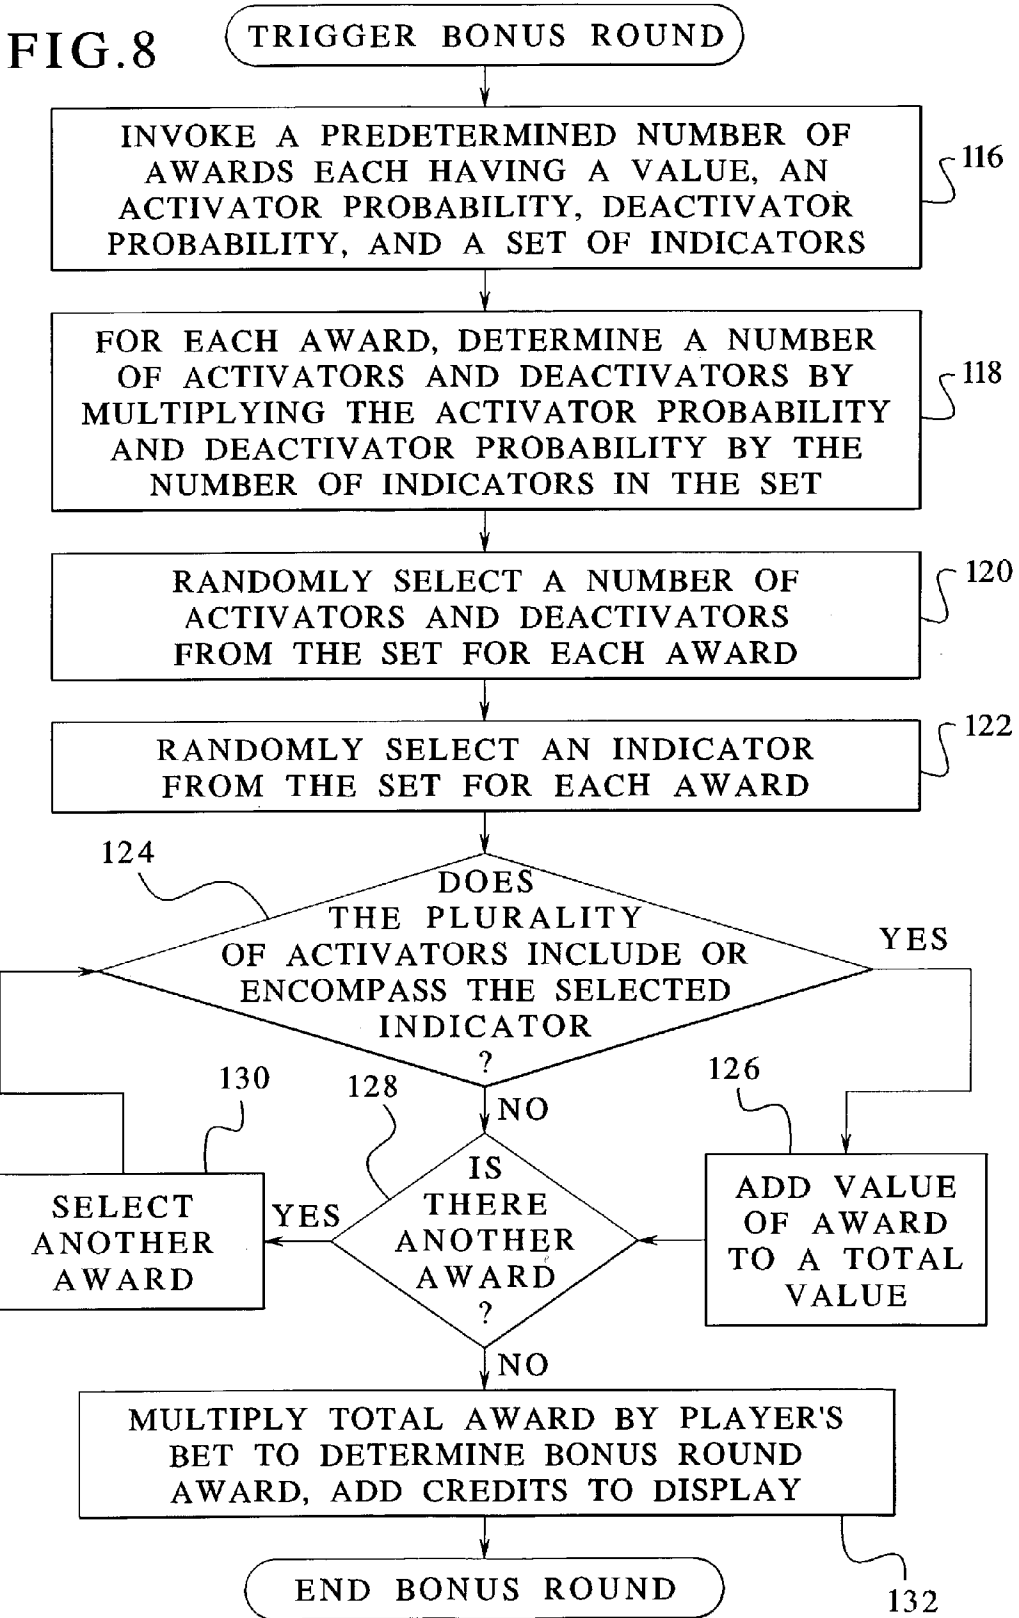 FIG.8
TRIGGER BONUS ROUND
INVOKE A PREDETERMINED NUMBER OF
AWARDS EACH HAVING A VALUE, AN
ACTIVATOR PROBABILITY, DEACTIVATOR
PROBABILITY, AND A SET OF INDICATORS
116
FOR EACH AWARD, DETERMINE A NUMBER
OF ACTIVATORS AND DEACTIVATORS BY
MULTIPLYING THE ACTIVATOR PROBABILITY
AND DEACTIVATOR PROBABILITY BY THE
NUMBER OF INDICATORS IN THE SET
118
RANDOMLY SELECT A NUMBER OF
ACTIVATORS AND DEACTIVATORS
FROM THE SET FOR EACH AWARD
120
RANDOMLY SELECT AN INDICATOR
FROM THE SET FOR EACH AWARD
122
124
DOES
THE PLURALITY
OF ACTIVATORS INCLUDE OR
ENCOMPASS THE SELECTED
INDICATOR
?
YES
NO
126
ADD VALUE
OF AWARD
TO A TOTAL
VALUE
128
IS
THERE
ANOTHER
AWARD
?
YES
130
SELECT
ANOTHER
AWARD
NO
MULTIPLY TOTAL AWARD BY PLAYER'S
BET TO DETERMINE BONUS ROUND
AWARD, ADD CREDITS TO DISPLAY
132
END BONUS ROUND